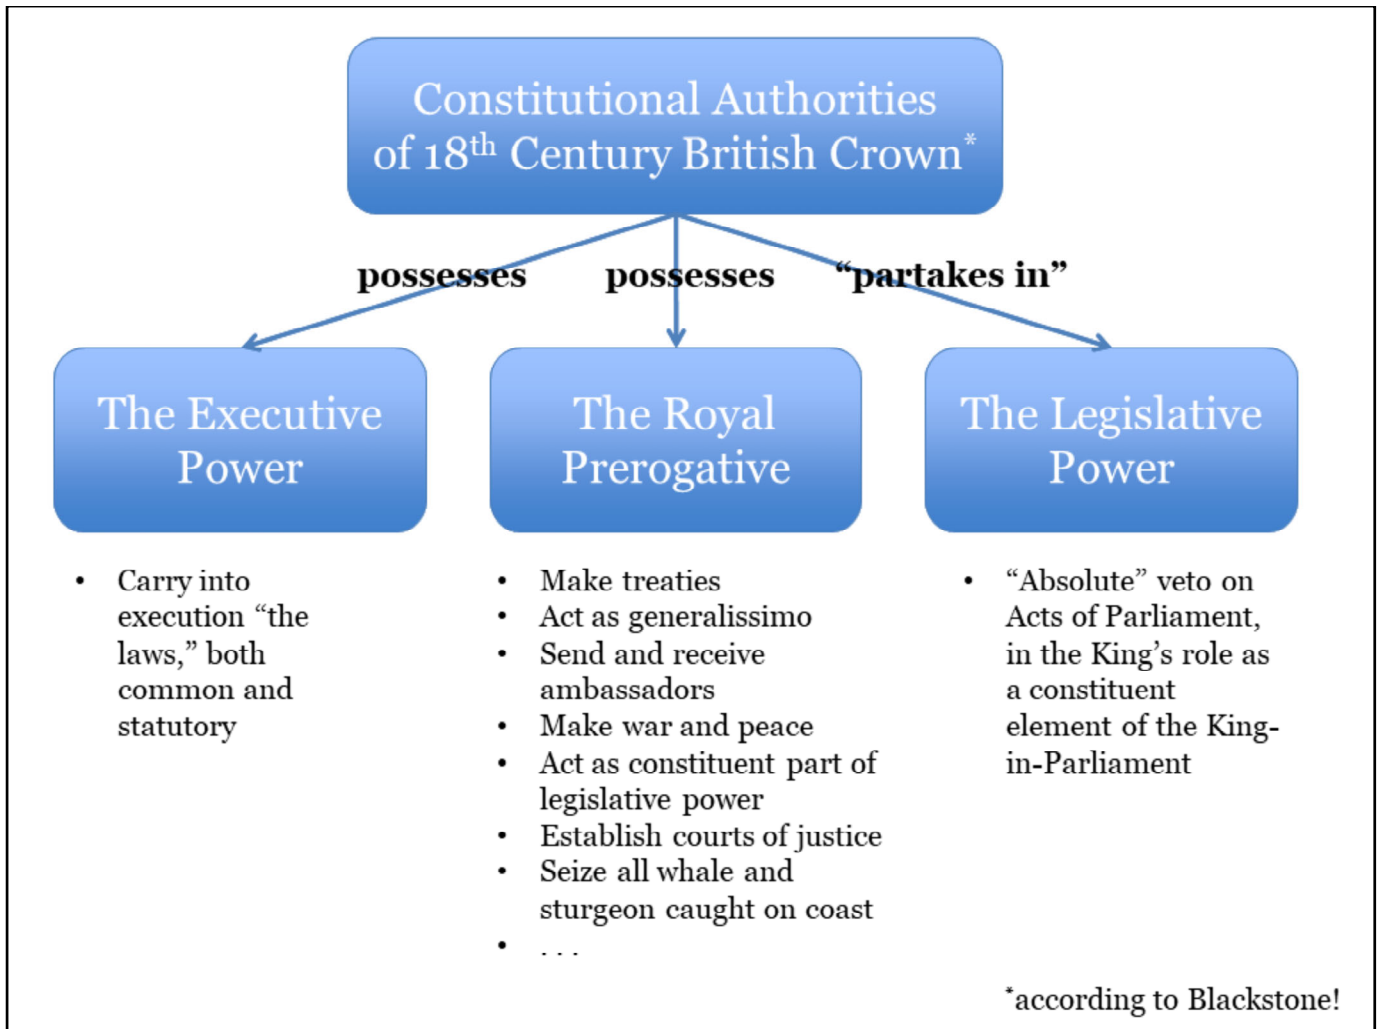 Constitutional Authorities
of 18th Century British Crown*
possesses
possesses
“partakes in”
The Executive
Power
The Royal
Prerogative
The Legislative
Power
• Carry into
execution “the
laws,” both
common and
statutory
• Make treaties
• Act as generalissimo
• Send and receive
ambassadors
• Make war and peace
• Act as constituent part of
legislative power
• Establish courts of justice
• Seize all whale and
sturgeon caught on coast
• . . .
• “Absolute” veto on
Acts of Parliament,
in the King’s role as
a constituent
element of the King-
in-Parliament
*according to Blackstone!